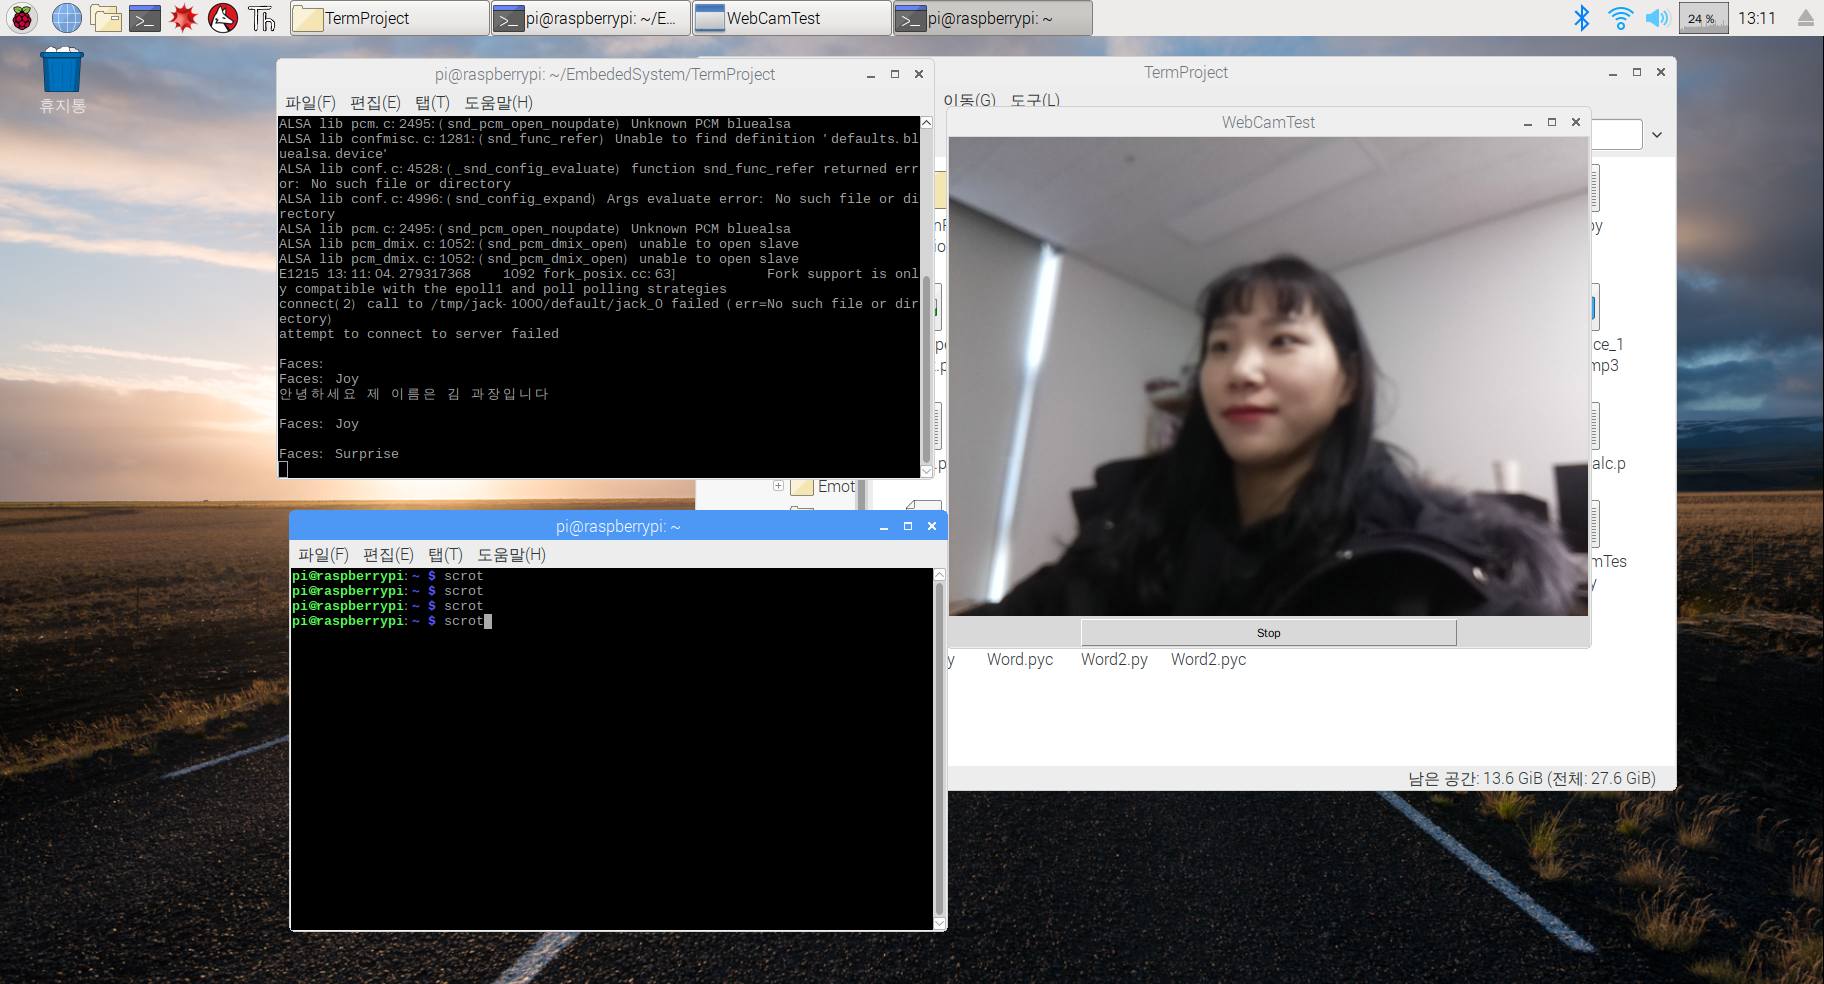 TermProject
pi@raspberrypi: ~/E...
WebCamTest
pi@raspberrypi: ~
24 %
13:11
휴지통
pi@raspberrypi: ~/EmbededSystem/TermProject
파일(F) 편집(E) 탭(T) 도움말(H)
ALSA lib pcm.c:2495:(snd_pcm_open_noupdate) Unknown PCM bluealsa
ALSA lib confmisc.c:1281:(snd_func_refer) Unable to find definition 'defaults.bl
uealsa.device'
ALSA lib conf.c:4528:(_snd_config_evaluate) function snd_func_refer returned err
or: No such file or directory
ALSA lib conf.c:4996:(snd_config_expand) Args evaluate error: No such file or di
rectory
ALSA lib pcm.c:2495:(snd_pcm_open_noupdate) Unknown PCM bluealsa
ALSA lib pcm_dmix.c:1052:(snd_pcm_dmix_open) unable to open slave
ALSA lib pcm_dmix.c:1052:(snd_pcm_dmix_open) unable to open slave
E1215 13:11:04.279317368    1092 fork_posix.cc:63]           Fork support is onl
y compatible with the epoll1 and poll polling strategies
connect(2) call to /tmp/jack-1000/default/jack_0 failed (err=No such file or dir
ectory)
attempt to connect to server failed
Faces:
Faces: Joy
안녕하세요 제 이름은 김 과장입니다
Faces: Joy
Faces: Surprise
TermProject
이동(G) 도구(L)
WebCamTest
Stop
ce_1
mp3
alc.p
mTes
Emot
Word.pyc
Word2.py
Word2.pyc
남은 공간: 13.6 GiB (전체: 27.6 GiB)
pi@raspberrypi: ~
파일(F) 편집(E) 탭(T) 도움말(H)
pi@raspberrypi:~ $ scrot
pi@raspberrypi:~ $ scrot
pi@raspberrypi:~ $ scrot
pi@raspberrypi:~ $ scrot